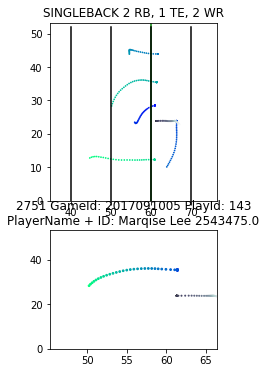 SINGLEBACK 2 RB, 1 TE, 2 WR
50
40
30
20
10
0
40 50 60 70
2751 GameId: 2017091005 PlayId: 143
PlayerName + ID: Marqise Lee 2543475.0
40
20
0
50 55 60 65